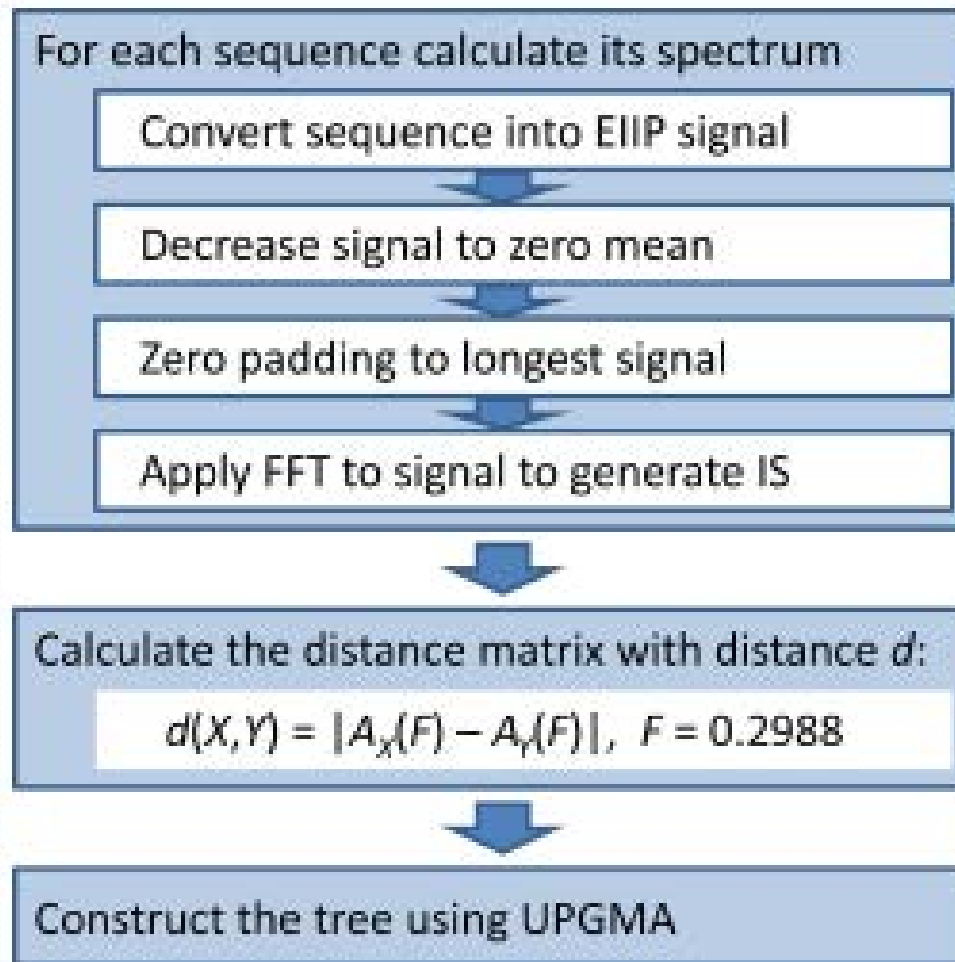 For each sequence calculate its spectrum
Convert sequence into EIIP signal
Decrease signal to zero mean
Zero padding to longest signal
Apply FFT to signal to generate IS
Calculate the distance matrix with distance d:
d(X,Y) = |A_X(F) – A_Y(F)|, F = 0.2988
Construct the tree using UPGMA